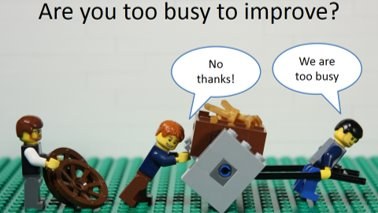 Are you too busy to improve?
No
thanks!
We are
too busy